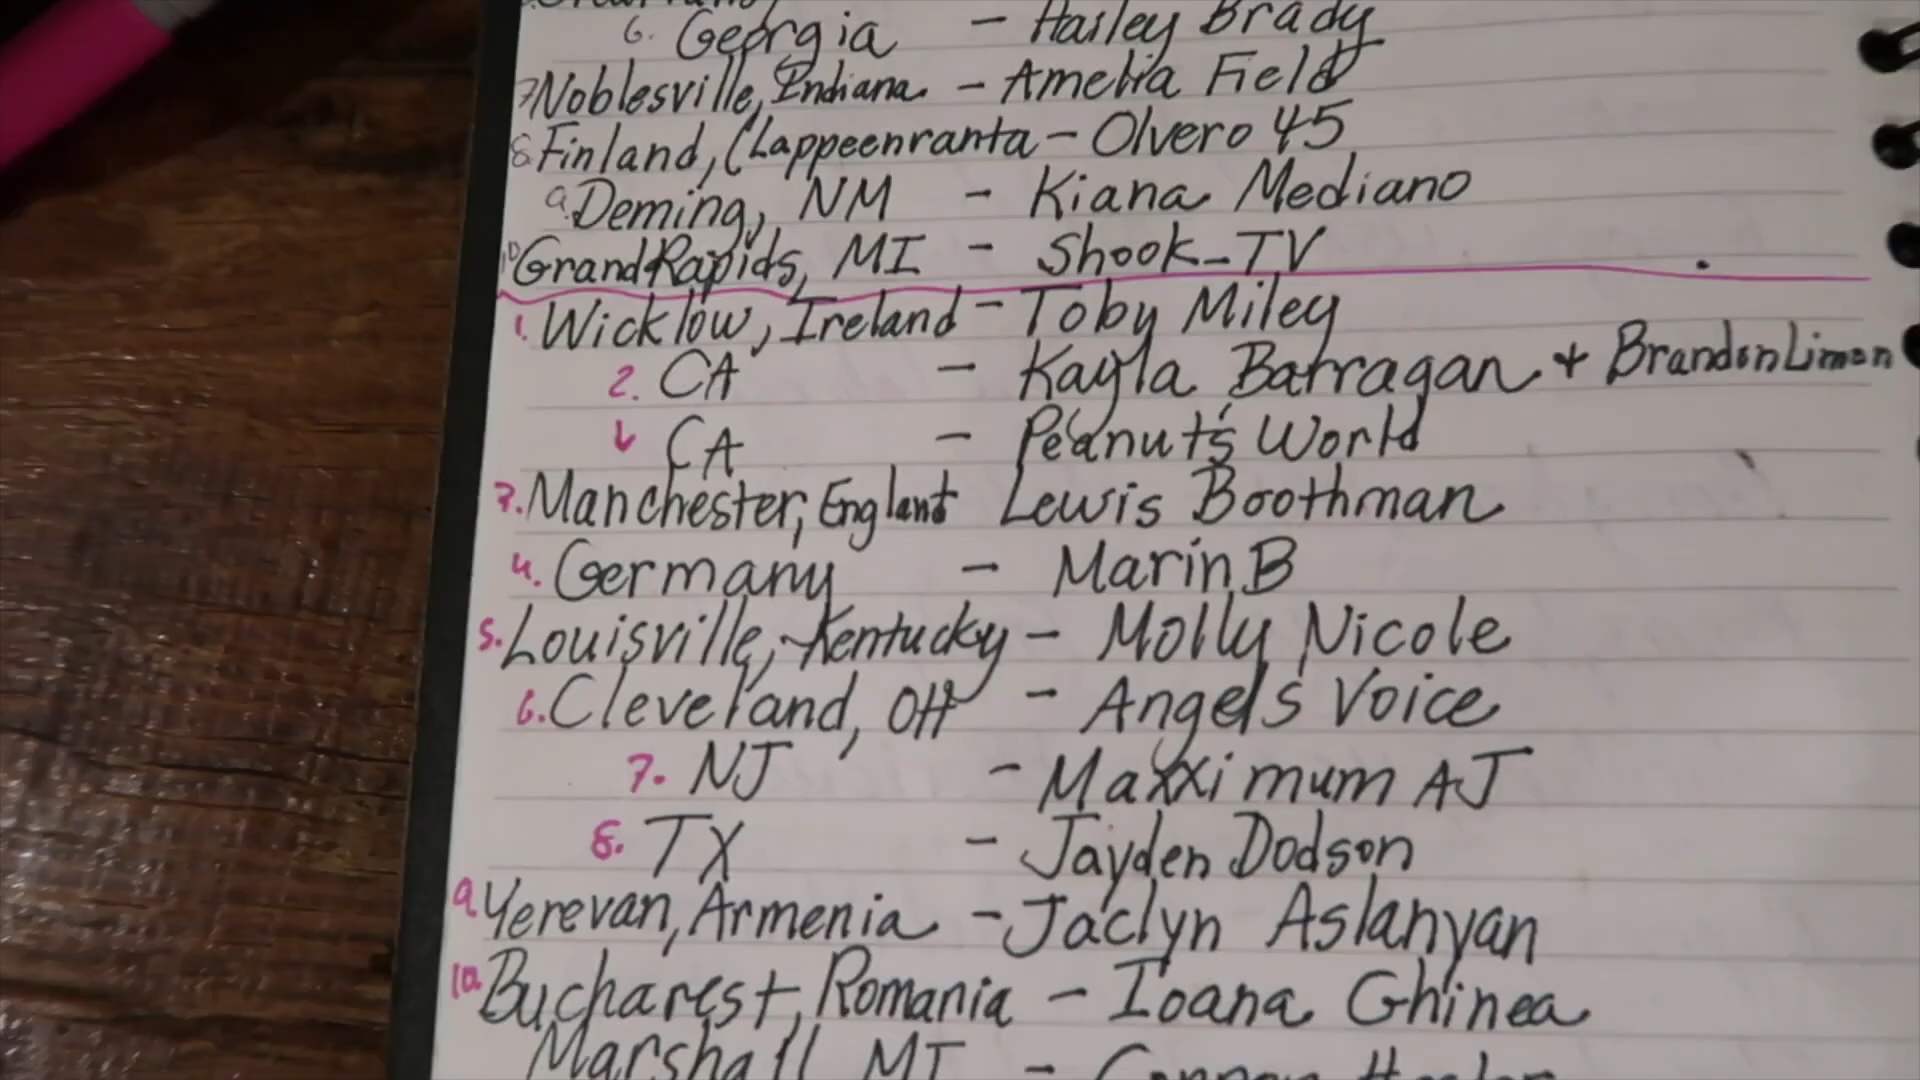 6. Georgia - Hailey Brady
7 Noblesville, Indiana. - Amelia Field
8 Finland, (Lappeenranta - Olvero 45
9. Deming, NM - Kiana Mediano
10 Grand Rapids, MI - Shook-TV
1. Wicklow, Ireland - Toby Miley
2. CA - Kayla Barragan + Brandon Limon
CA - Peanut's World
3. Manchester, England Lewis Boothman
4. Germany - Marin B
5. Louisville, Kentucky - Molly Nicole
6. Cleveland, OH - Angel's Voice
7. NJ - Maxximum AJ
8. TX - Jayden Dodson
9. Yerevan, Armenia - Jaclyn Aslanyan
10. Bucharest, Romania - Ioana Ghinea
Marshall, MI -